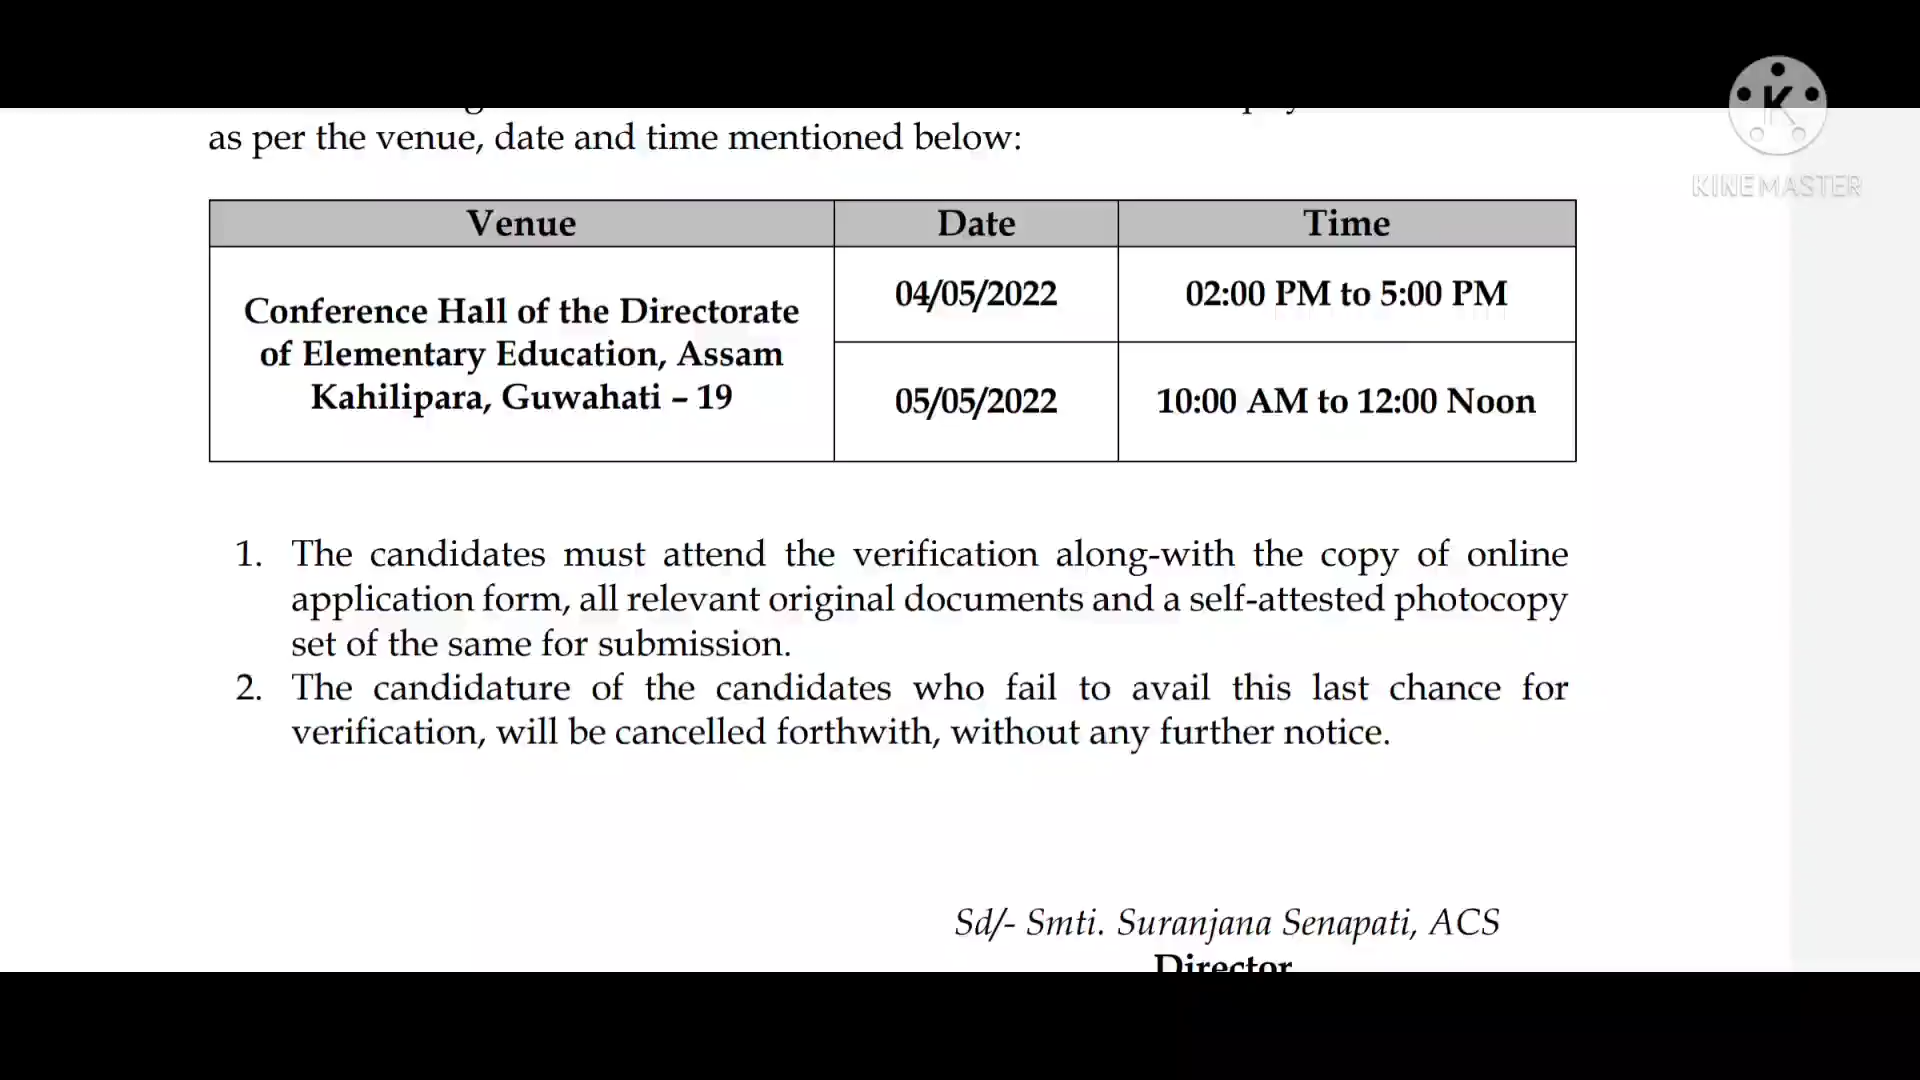 as per the venue, date and time mentioned below:
Venue Date Time
Conference Hall of the Directorate
of Elementary Education, Assam
Kahilipara, Guwahati – 19
04/05/2022 02:00 PM to 5:00 PM
05/05/2022 10:00 AM to 12:00 Noon
1. The candidates must attend the verification along-with the copy of online
application form, all relevant original documents and a self-attested photocopy
set of the same for submission.
2. The candidature of the candidates who fail to avail this last chance for
verification, will be cancelled forthwith, without any further notice.
Sd/- Smti. Suranjana Senapati, ACS
Director
K
KINEMASTER